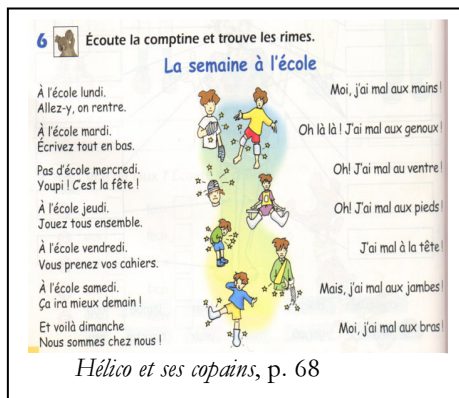 6 Écoute la comptine et trouve les rimes.
La semaine à l'école
À l'école lundi.
Allez-y, on rentre.
À l'école mardi.
Écrivez tout en bas.
Pas d'école mercredi.
Youpi ! C'est la fête !
À l'école jeudi.
Jouez tous ensemble.
À l'école vendredi.
Vous prenez vos cahiers.
À l'école samedi.
Ça ira mieux demain !
Et voilà dimanche
Nous sommes chez nous !
Moi, j'ai mal aux mains !
Oh là là ! J'ai mal aux genoux !
Oh! J'ai mal au ventre !
Oh! J'ai mal aux pieds !
J'ai mal à la tête !
Mais, j'ai mal aux jambes !
Moi, j'ai mal aux bras !
Hélico et ses copains, p. 68